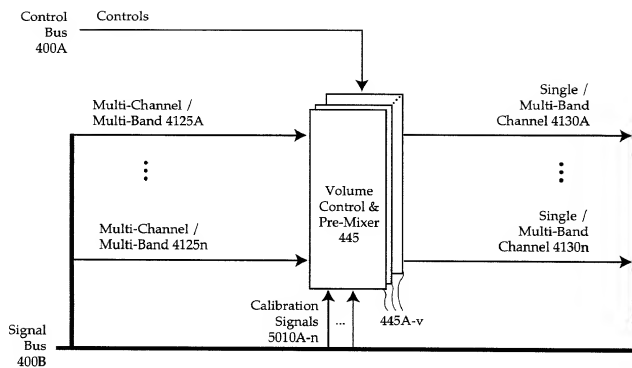 Control
Bus
400A
Controls
Multi-Channel /
Multi-Band 4125A
Single /
Multi-Band
Channel 4130A
Volume
Control &
Pre-Mixer
445
Multi-Channel /
Multi-Band 4125n
Single /
Multi-Band
Channel 4130n
Calibration
Signals
5010A-n
...
445A-v
Signal
Bus
400B